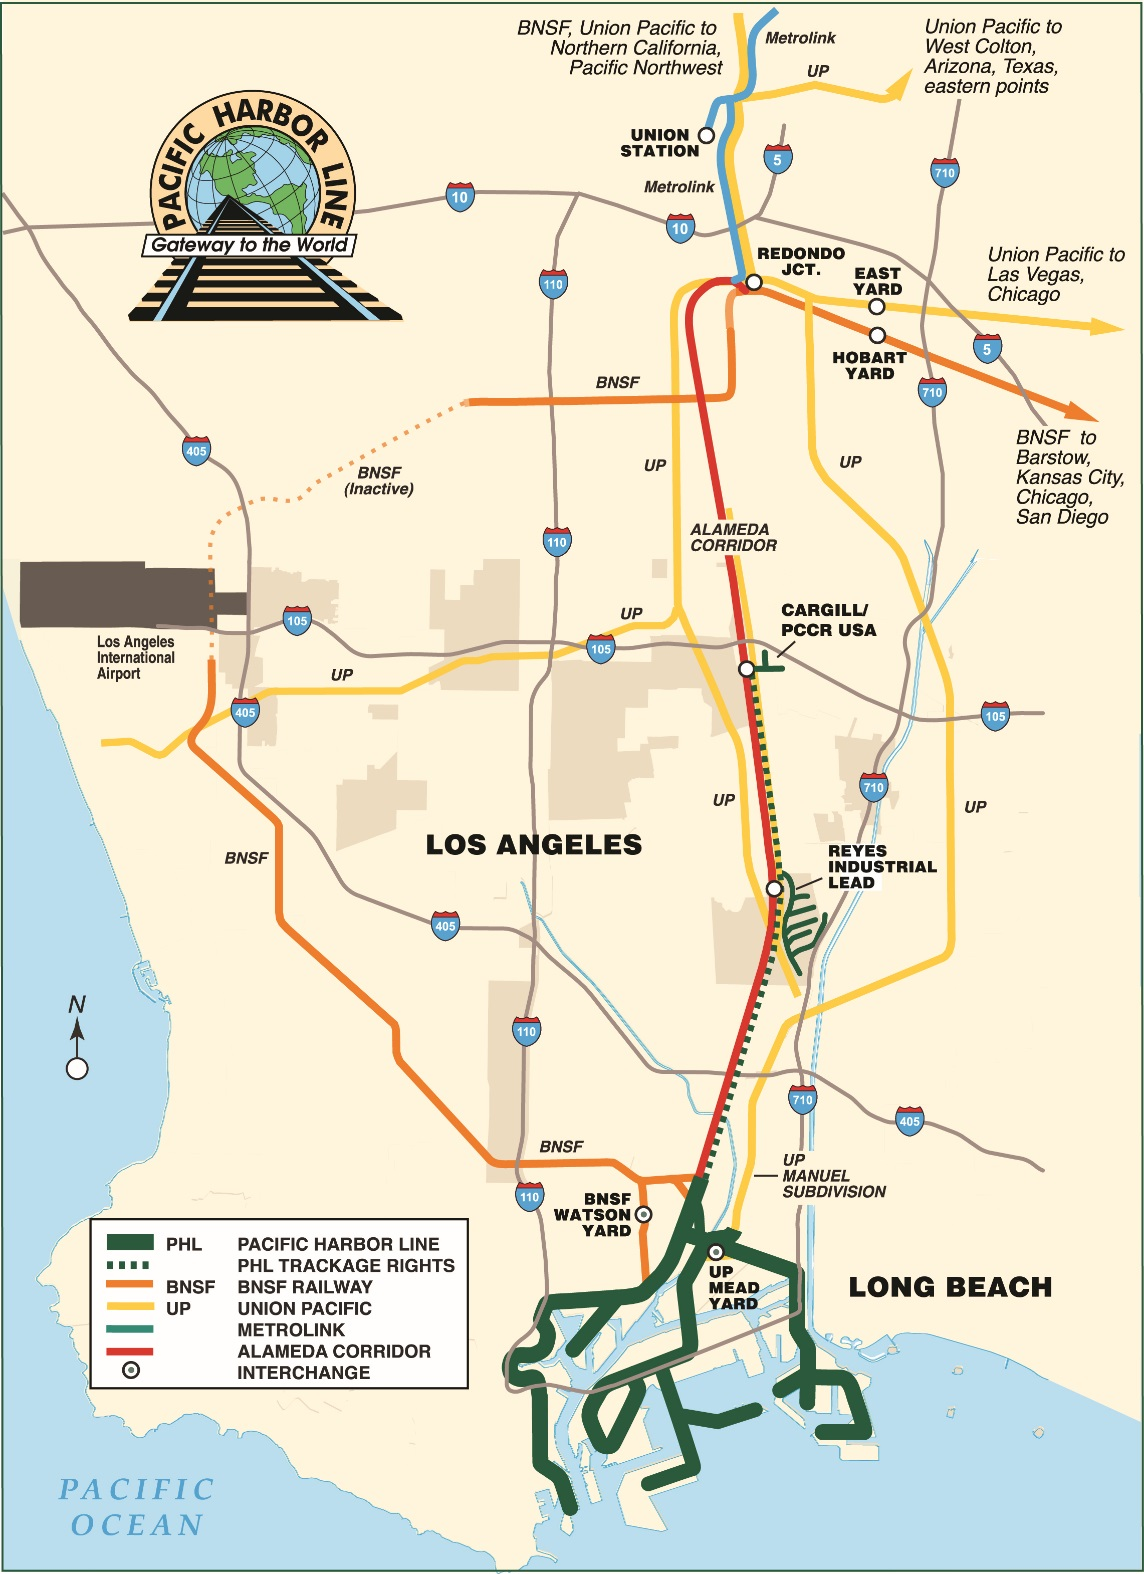 BNSF, Union Pacific to
Northern California,
Pacific Northwest
Metrolink
UP
Union Pacific to
West Colton,
Arizona, Texas,
eastern points
PACIFIC HARBOR LINE
Gateway to the World
UNION
STATION
5
710
Metrolink
10
10
110
REDONDO
JCT.
EAST
YARD
Union Pacific to
Las Vegas,
Chicago
HOBART
YARD
5
710
BNSF
405
BNSF
(Inactive)
UP
UP
BNSF to
Barstow,
Kansas City,
Chicago,
San Diego
110
ALAMEDA
CORRIDOR
Los Angeles
International
Airport
105
UP
105
CARGILL/
PCCR USA
UP
405
105
UP
710
UP
LOS ANGELES
BNSF
REYES
INDUSTRIAL
LEAD
405
N
110
710
405
BNSF
UP
MANUEL
SUBDIVISION
110
BNSF
WATSON
YARD
UP
MEAD
YARD
LONG BEACH
PHL PACIFIC HARBOR LINE
PHL TRACKAGE RIGHTS
BNSF BNSF RAILWAY
UP UNION PACIFIC
METROLINK
ALAMEDA CORRIDOR
INTERCHANGE
PACIFIC
OCEAN